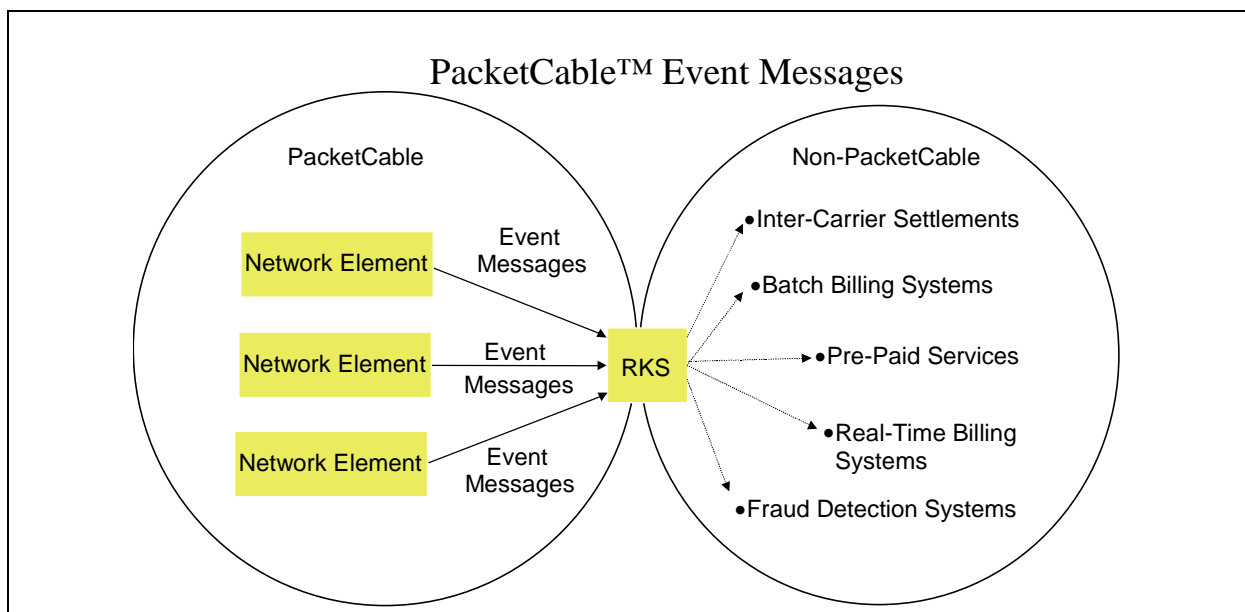 PacketCable™ Event Messages
PacketCable
Non-PacketCable
Network Element
Event
Messages
Network Element
Event
Messages
Network Element
Event
Messages
RKS
●Inter-Carrier Settlements
●Batch Billing Systems
●Pre-Paid Services
●Real-Time Billing
Systems
●Fraud Detection Systems